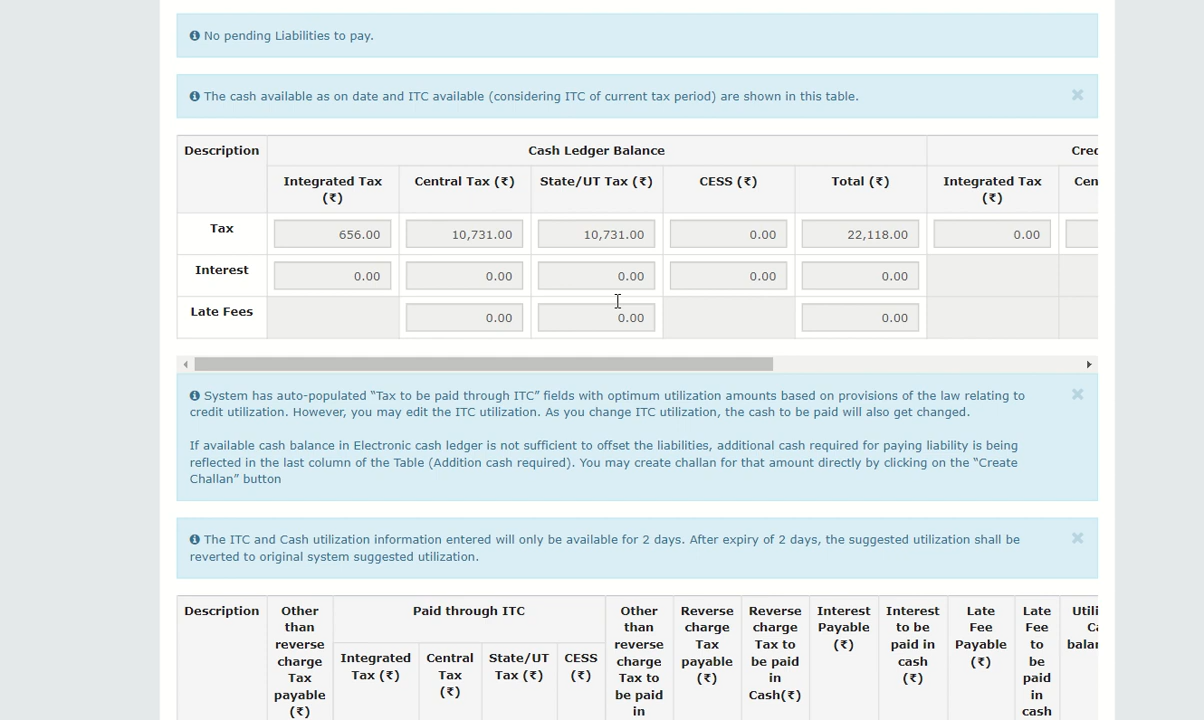 No pending Liabilities to pay.
The cash available as on date and ITC available (considering ITC of current tax period) are shown in this table.
Description
Cash Ledger Balance
Integrated Tax (₹)
Central Tax (₹)
State/UT Tax (₹)
CESS (₹)
Total (₹)
Integrated Tax (₹)
Tax 656.00 10,731.00 10,731.00 0.00 22,118.00 0.00
Interest 0.00 0.00 0.00 0.00 0.00
Late Fees 0.00 0.00 0.00
System has auto-populated “Tax to be paid through ITC” fields with optimum utilization amounts based on provisions of the law relating to
credit utilization. However, you may edit the ITC utilization. As you change ITC utilization, the cash to be paid will also get changed.
If available cash balance in Electronic cash ledger is not sufficient to offset the liabilities, additional cash required for paying liability is being
reflected in the last column of the Table (Addition cash required). You may create challan for that amount directly by clicking on the “Create
Challan” button
The ITC and Cash utilization information entered will only be available for 2 days. After expiry of 2 days, the suggested utilization shall be
reverted to original system suggested utilization.
Description
Other
than
reverse
charge
Tax
payable
(₹)
Paid through ITC
Integrated
Tax (₹)
Central
Tax
(₹)
State/UT
Tax (₹)
CESS
(₹)
Other
than
reverse
charge
Tax to
be paid
in
Reverse
charge
Tax
payable
(₹)
Reverse
charge
Tax to
be paid
in
Cash(₹)
Interest
Payable
(₹)
Interest
to be
paid in
cash
(₹)
Late
Fee
Payable
(₹)
Late
Fee
to
be
paid
in
cash